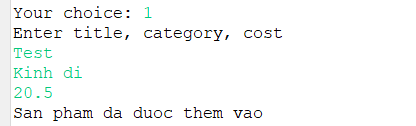 Your choice: 1
Enter title, category, cost
Test
Kinh di
20.5
San pham da duoc them vao